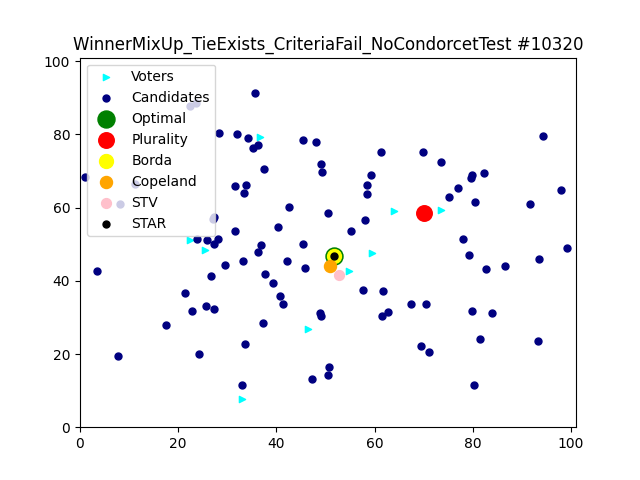 WinnerMixUp_TieExists_CriteriaFail_NoCondorcetTest #10320
Voters
Candidates
Optimal
Plurality
Borda
Copeland
STV
STAR
100
80
60
40
20
0
0 20 40 60 80 100